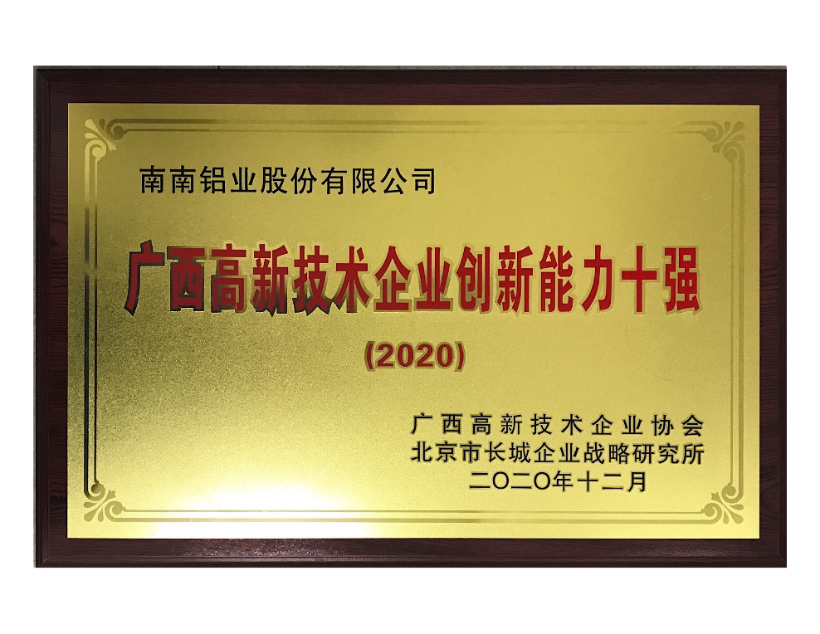 南南铝业股份有限公司
广西高新技术企业创新能力十强
(2020)
广西高新技术企业协会
北京市长城企业战略研究所
二〇二〇年十二月